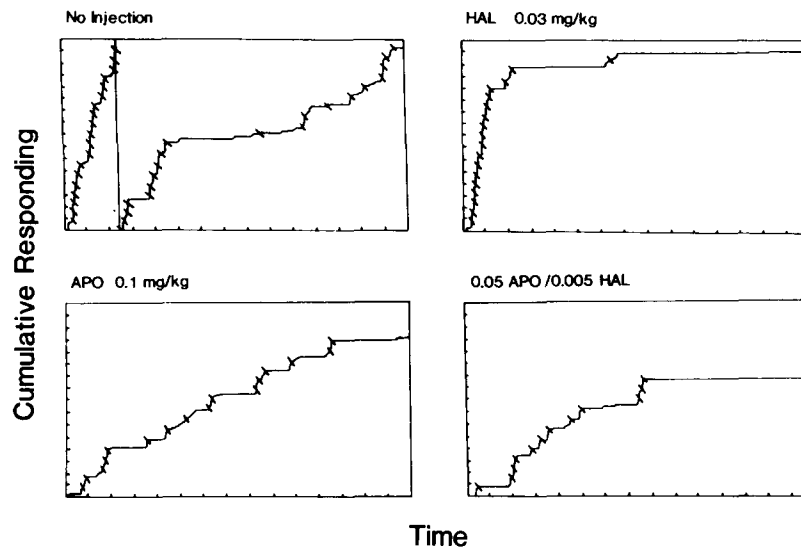 No Injection
HAL 0.03 mg/kg
APO 0.1 mg/kg
0.05 APO/0.005 HAL
Cumulative Responding
Time